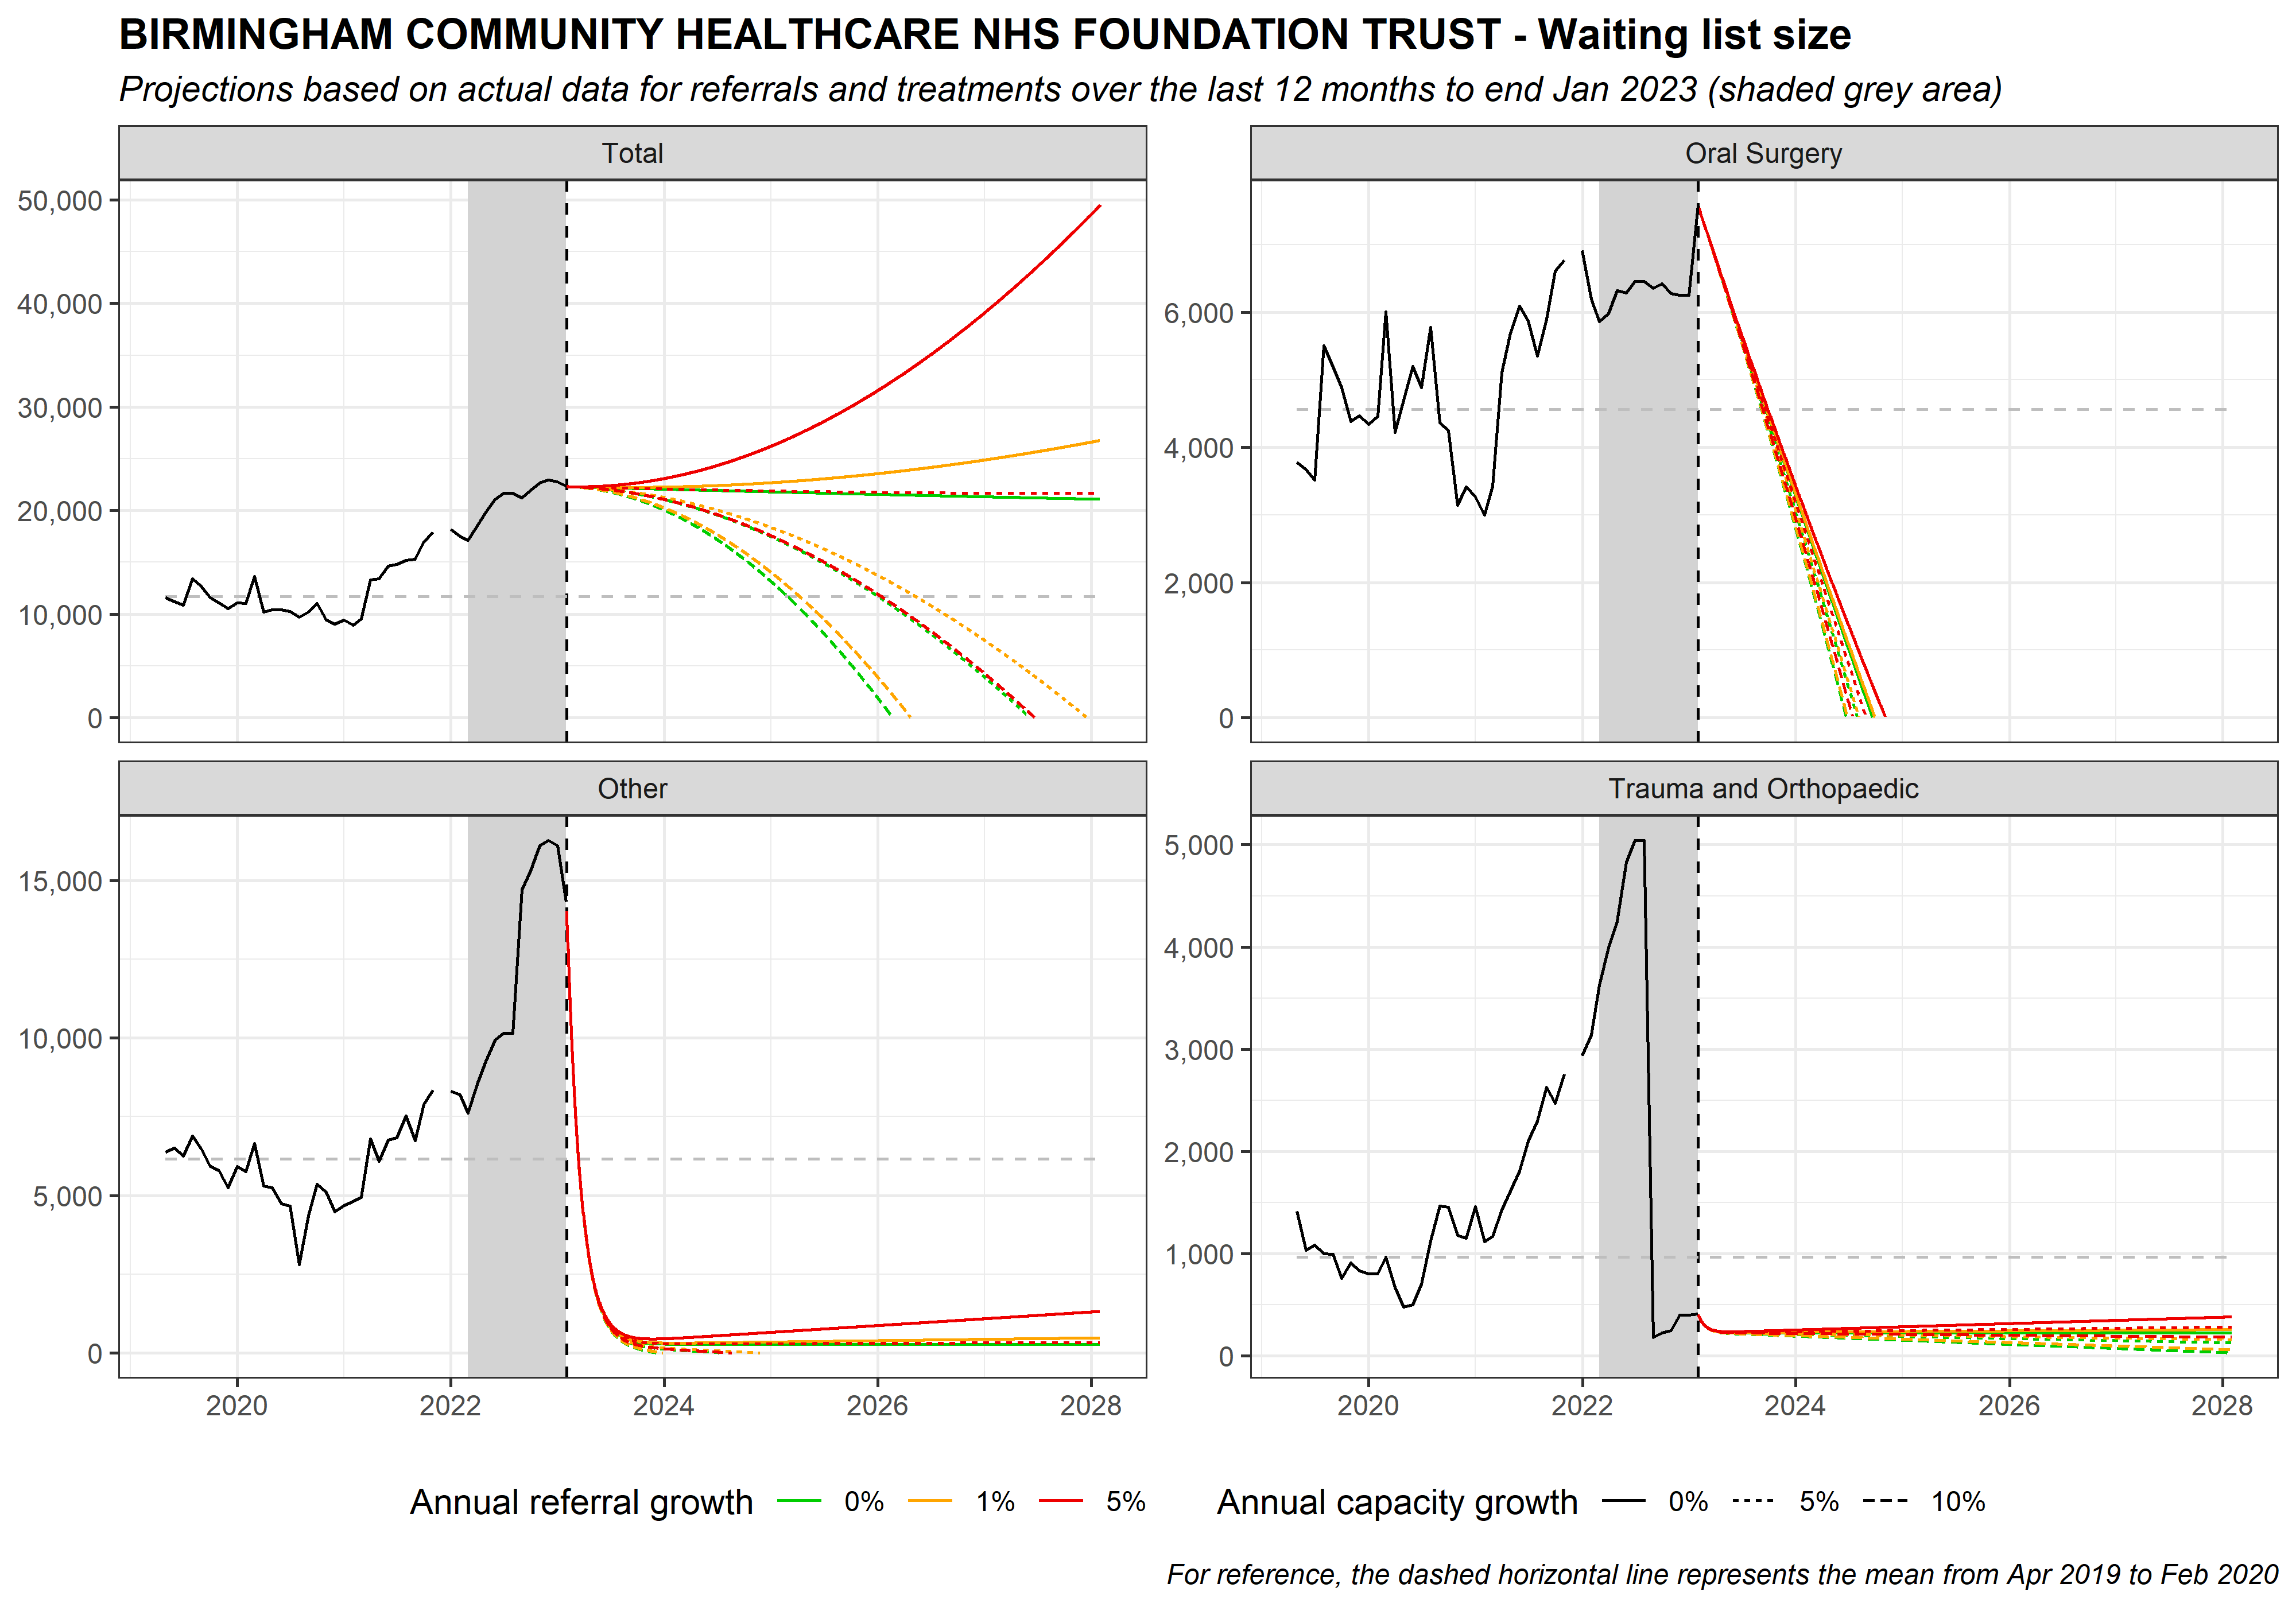 BIRMINGHAM COMMUNITY HEALTHCARE NHS FOUNDATION TRUST - Waiting list size
Projections based on actual data for referrals and treatments over the last 12 months to end Jan 2023 (shaded grey area)
Total
50,000
40,000
30,000
20,000
10,000
0
Oral Surgery
6,000
4,000
2,000
0
Other
15,000
10,000
5,000
0
2020 2022 2024 2026 2028
Trauma and Orthopaedic
5,000
4,000
3,000
2,000
1,000
0
2020 2022 2024 2026 2028
Annual referral growth 0% 1% 5%
Annual capacity growth 0% 5% 10%
For reference, the dashed horizontal line represents the mean from Apr 2019 to Feb 2020